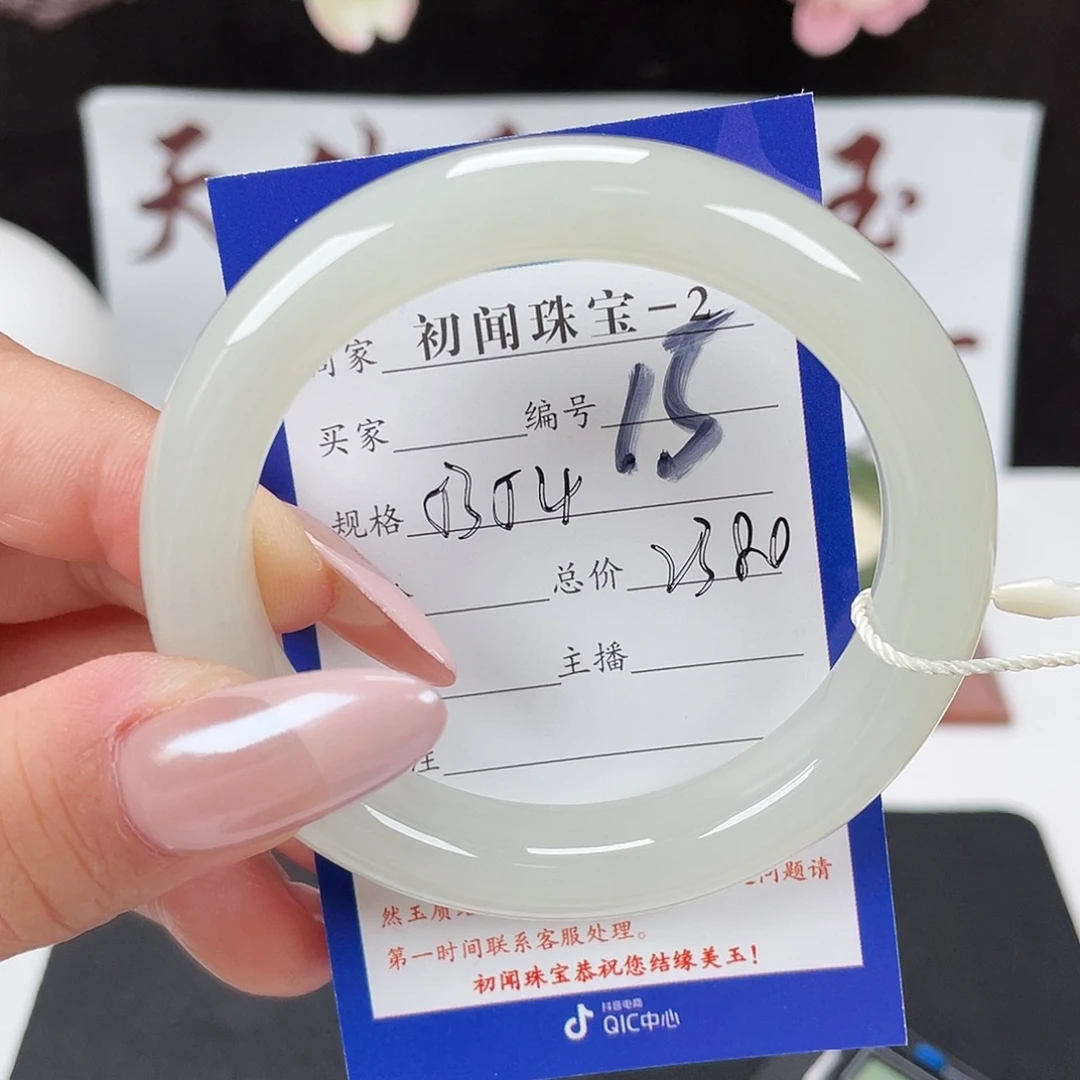 天
玉
家 初闻珠宝-2
买家 编号 15
规格
总价 2380
主播
注
问题请
然玉质
第一时间联系客服处理。
初闻珠宝恭祝您结缘美玉!
抖音电商
QIC中心